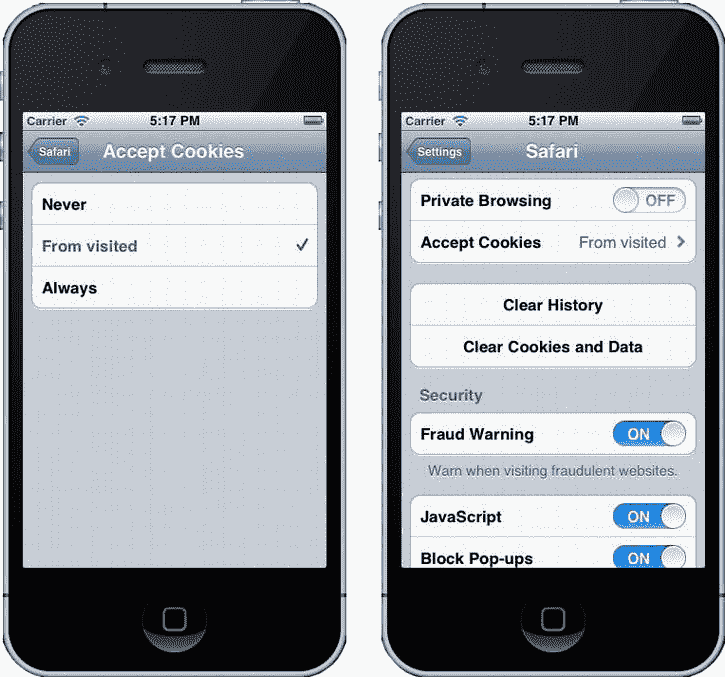 Carrier 5:17 PM
Safari Accept Cookies
Never
From visited
Always
Carrier 5:17 PM
Settings Safari
Private Browsing OFF
Accept Cookies From visited
Clear History
Clear Cookies and Data
Security
Fraud Warning ON
Warn when visiting fraudulent websites.
JavaScript ON
Block Pop-ups ON